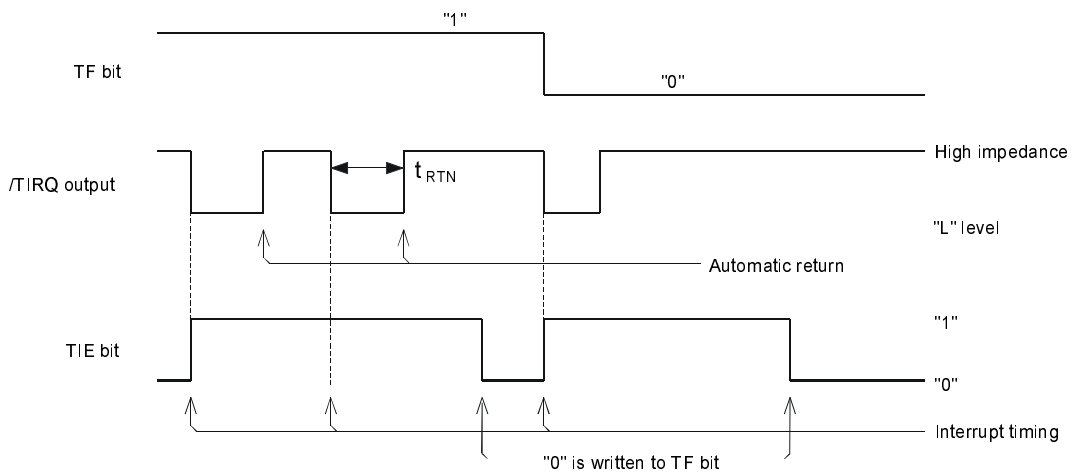 "1"
TF bit
"0"
High impedance
/TIRQ output
t RTN
"L" level
Automatic return
"1"
TIE bit
"0"
Interrupt timing
"0" is written to TF bit